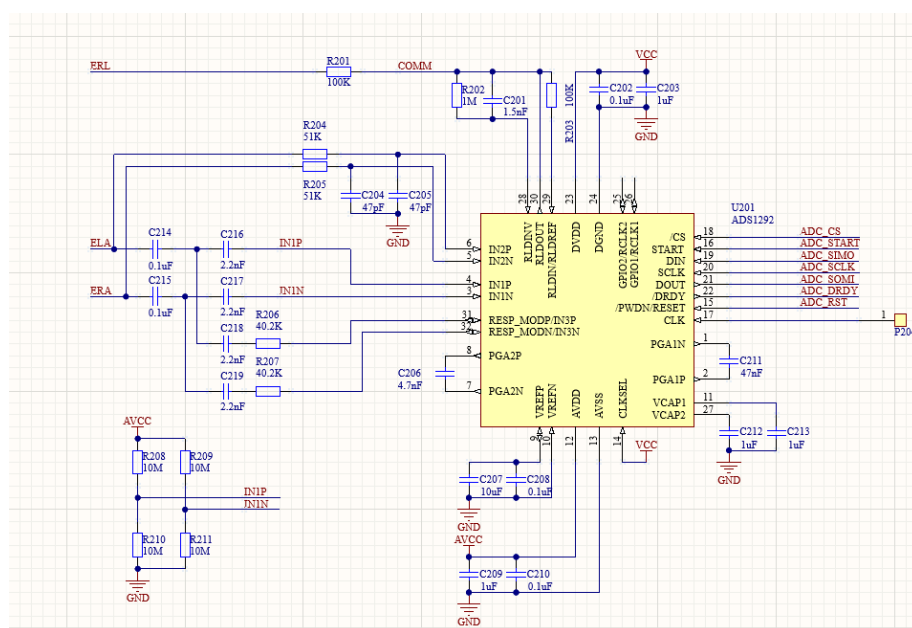 ERL
R201
100K
COMM
R202
1M
C201
1.5nF
R203
100K
VCC
C202
0.1uF
C203
1uF
GND
R204
51K
R205
51K
C204
47pF
C205
47pF
GND
28
30
29
23
24
25
26
U201
ADS1292
RLDINV
RLDOUT
RLDIN/RLDREF
DVDD
DGND
GPIO2/RCLK2
GPIO1/RCLK1
ELA
C214
0.1uF
C216
2.2nF
IN1P
6
IN2P
5
IN2N
4
IN1P
3
IN1N
ERA
C215
0.1uF
C217
2.2nF
IN1N
C218
2.2nF
R206
40.2K
31
RESP_MODP/IN3P
32
RESP_MODN/IN3N
R207
40.2K
C219
2.2nF
8
PGA2P
C206
4.7nF
7
PGA2N
/CS
18
ADC_CS
START
16
ADC_START
DIN
19
ADC_SIMO
SCLK
20
ADC_SCLK
DOUT
21
ADC_SOMI
/DRDY
22
ADC_DRDY
/PWDN/RESET
15
ADC_RST
CLK
17
1
PGA1N
1
C211
47nF
PGA1P
2
VCAP1
11
VCAP2
27
C212
1uF
C213
1uF
GND
VREFP
VREFN
AVDD
AVSS
CLKSEL
9
10
12
13
14
VCC
C207
10uF
C208
0.1uF
GND
AVCC
C209
1uF
C210
0.1uF
GND
AVCC
R208
10M
R209
10M
IN1P
IN1N
R210
10M
R211
10M
GND